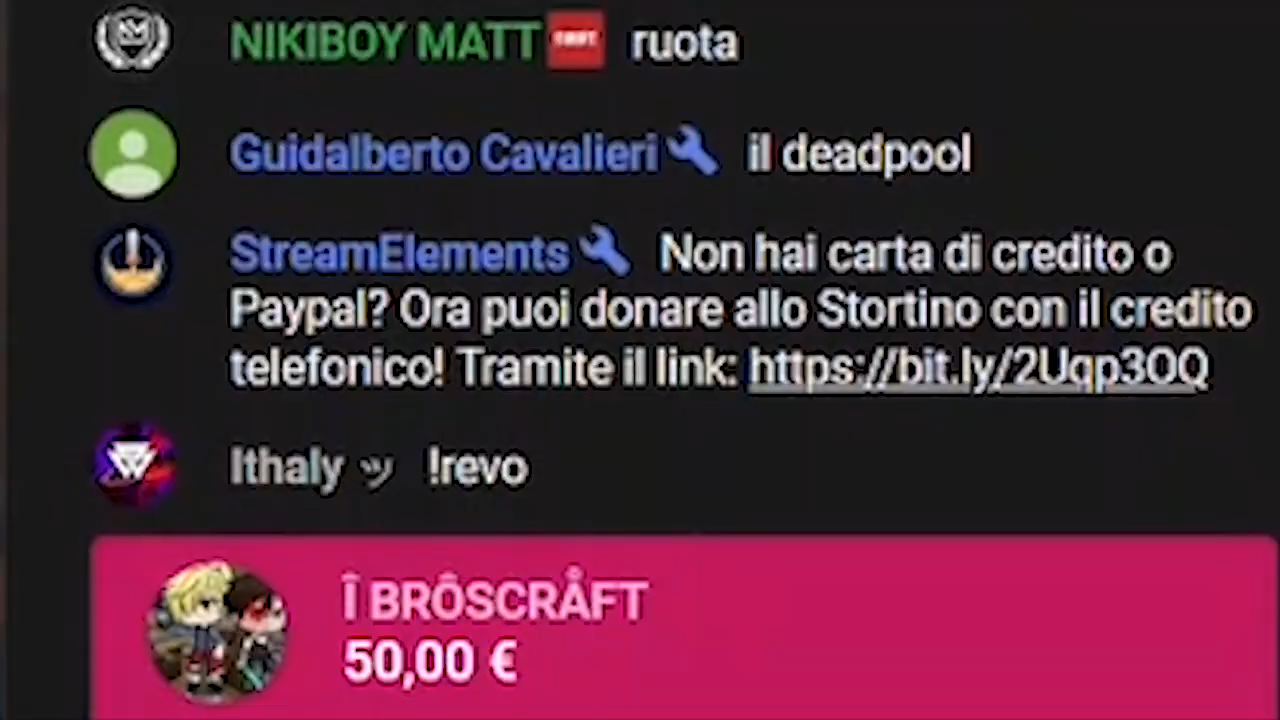 NIKIBOY MATT ruota
Guidalberto Cavalieri il deadpool
StreamElements Non hai carta di credito o
Paypal? Ora puoi donare allo Stortino con il credito
telefonico! Tramite il link: https://bit.ly/2Uqp3OQ
Ithaly ッ !revo
Î BRÔSCRÅFT
50,00 €